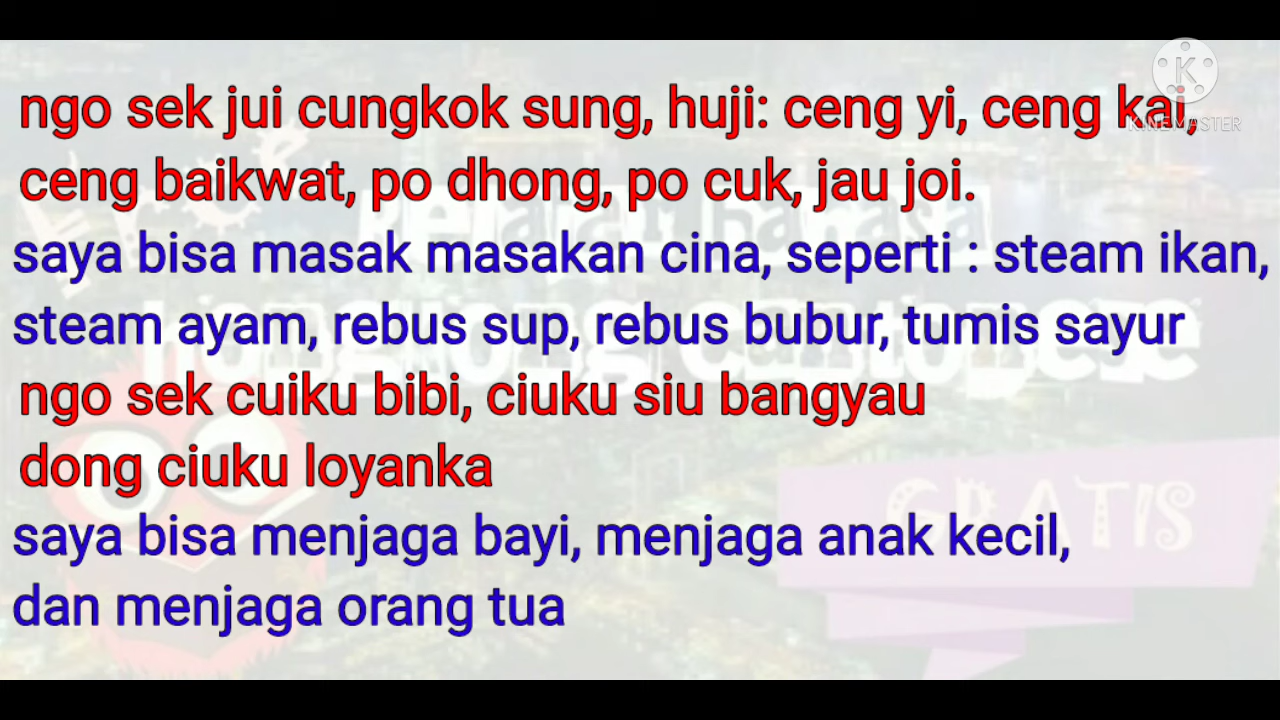 ngo sek jui cungkok sung, huji: ceng yi, ceng kai,
ceng baikwat, po dhong, po cuk, jau joi.
saya bisa masak masakan cina, seperti : steam ikan,
steam ayam, rebus sup, rebus bubur, tumis sayur
ngo sek cuiku bibi, ciuku siu bangyau
dong ciuku loyanka
saya bisa menjaga bayi, menjaga anak kecil,
dan menjaga orang tua
KINEMASTER
GRATIS